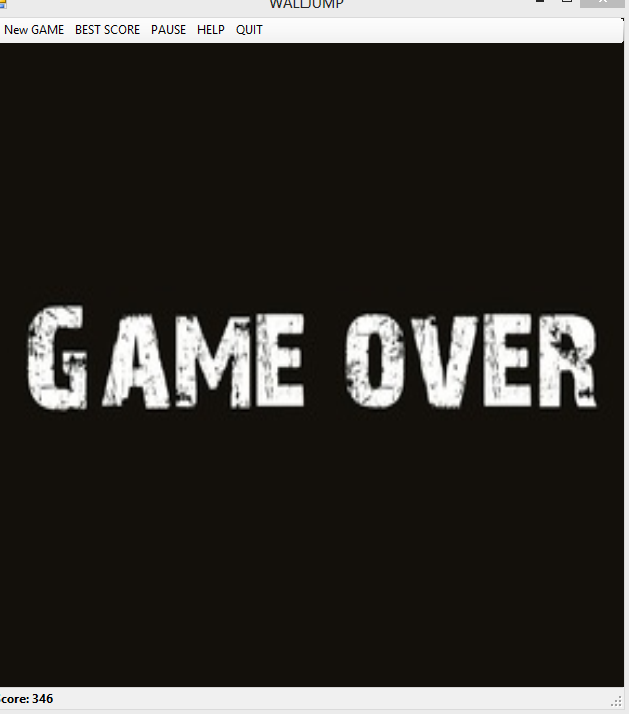 WALLJUMP
New GAME BEST SCORE PAUSE HELP QUIT
GAME OVER
core: 346